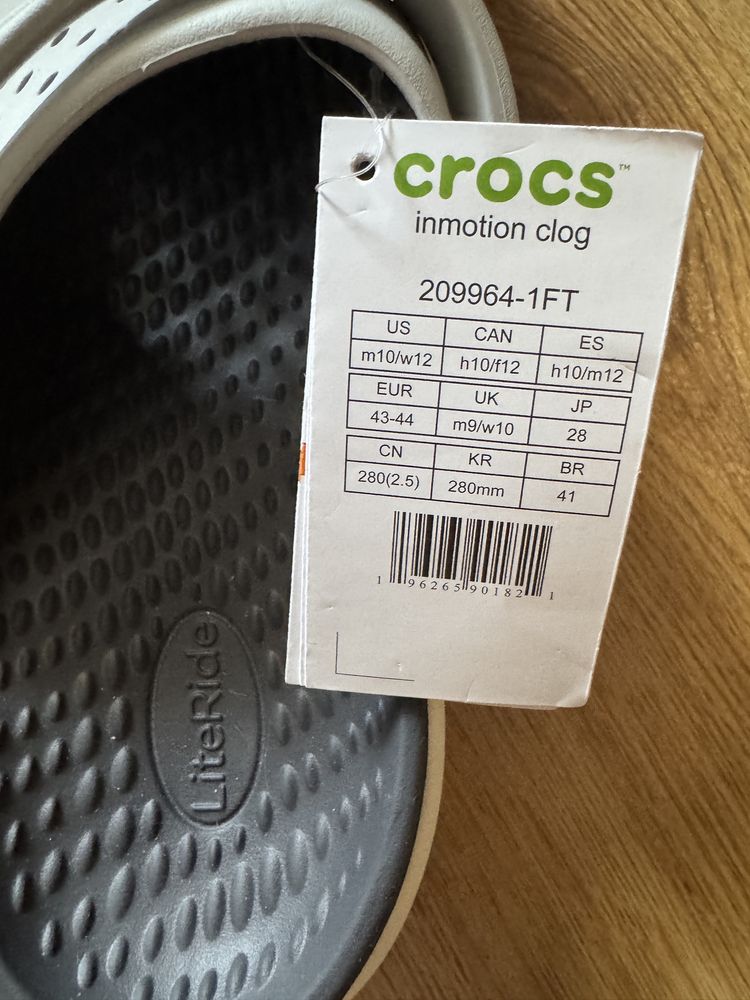 crocs™
inmotion clog
209964-1FT
US CAN ES
m10/w12 h10/f12 h10/m12
EUR UK JP
43-44 m9/w10 28
CN KR BR
280(2.5) 280mm 41
1 96265 90182 1
LiteRide